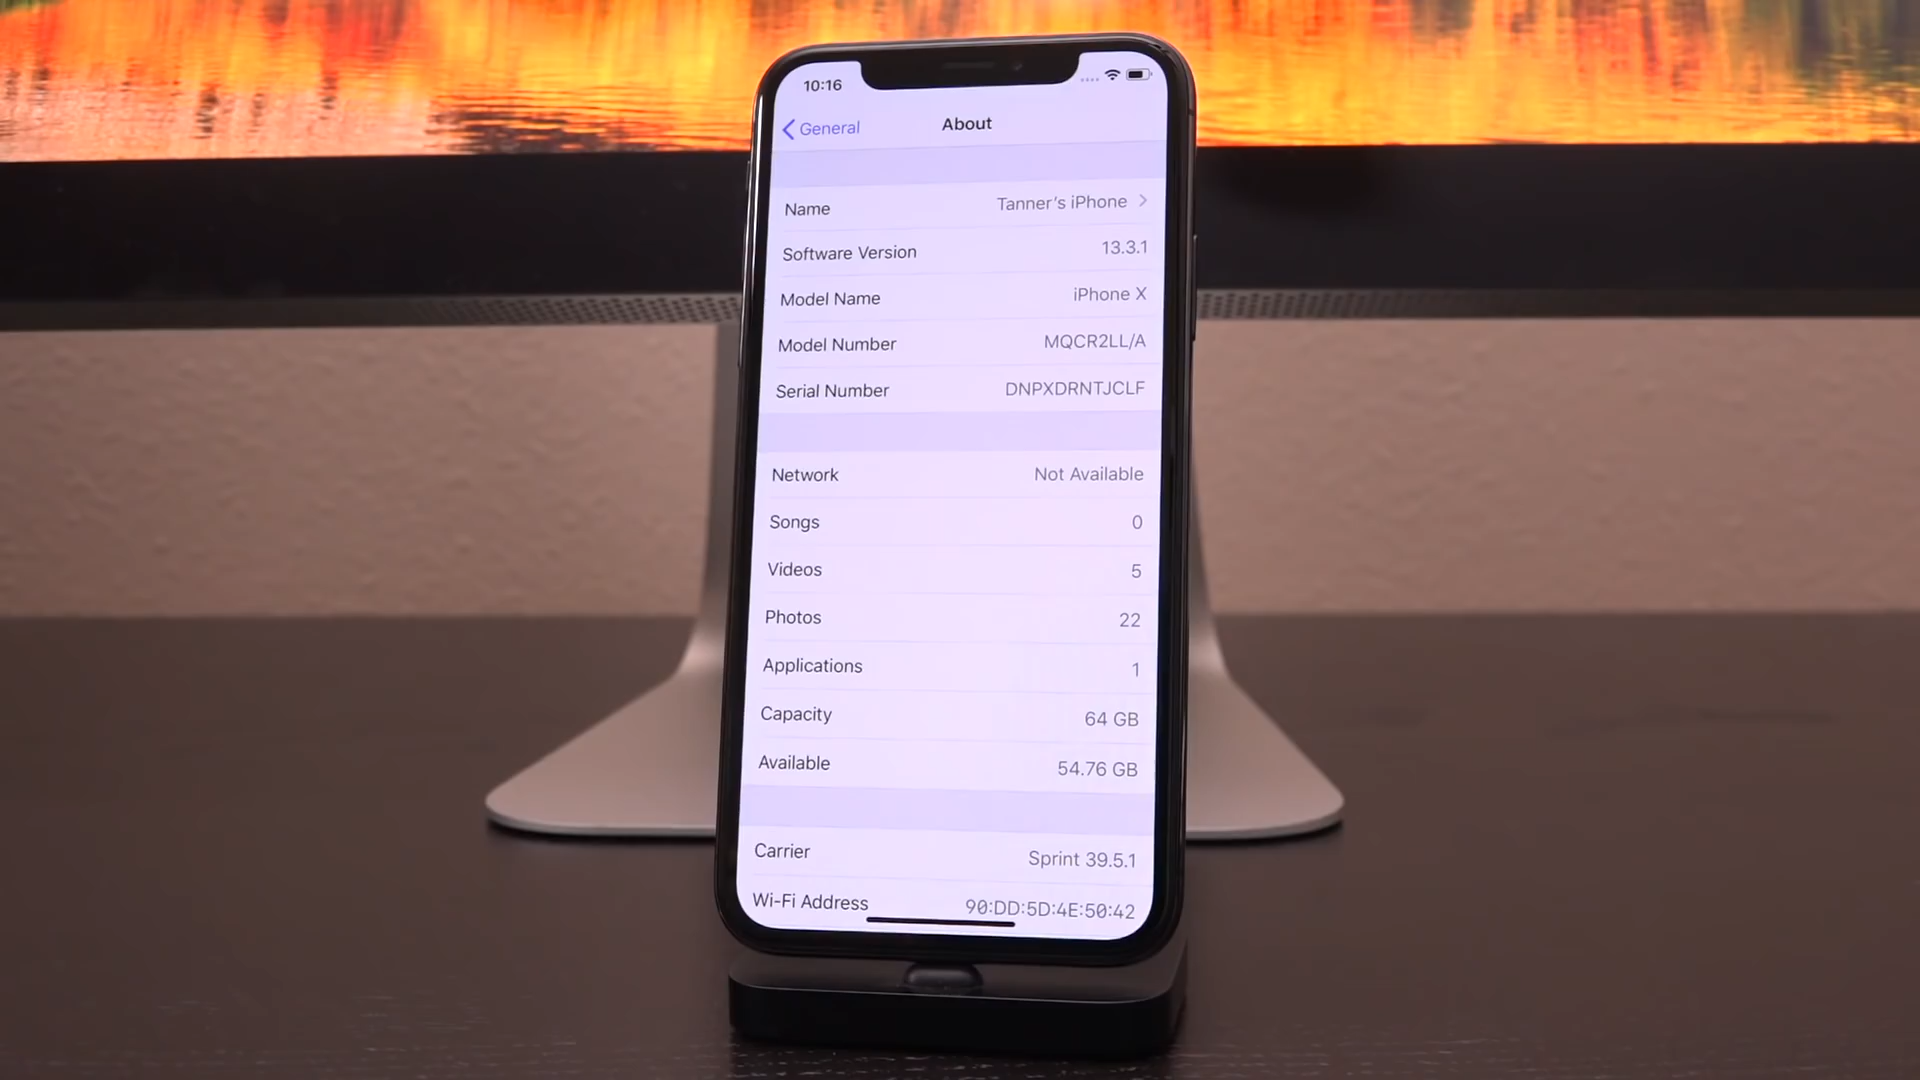 10:16
General About
Name Tanner's iPhone
Software Version 13.3.1
Model Name iPhone X
Model Number MQCR2LL/A
Serial Number DNPXDRNTJCLF
Network Not Available
Songs 0
Videos 5
Photos 22
Applications 1
Capacity 64 GB
Available 54.76 GB
Carrier Sprint 39.5.1
Wi-Fi Address 90:DD:5D:4E:50:42